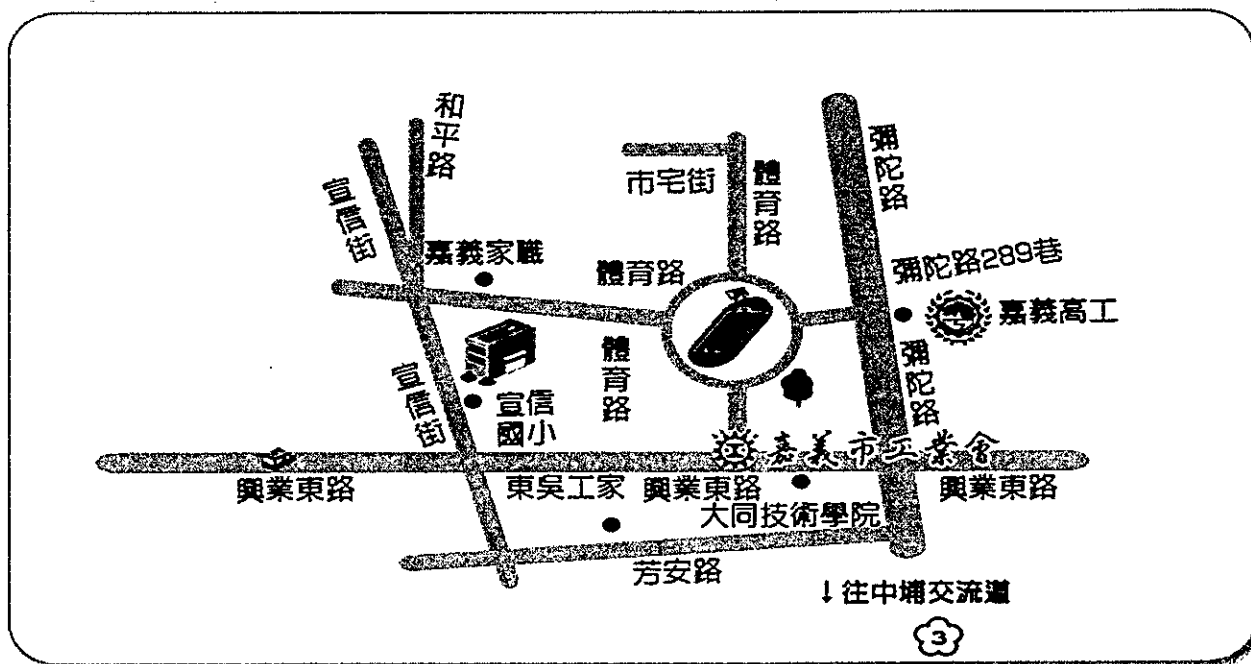 和平路
宣信街
市宅街
體育路
彌陀路
嘉義家職
體育路
彌陀路289巷
嘉義高工
體育路
彌陀路
宣信街
宣信
國小
工
嘉義市工業會
興業東路
東吳工家
興業東路
興業東路
大同技術學院
芳安路
↓往中埔交流道
3